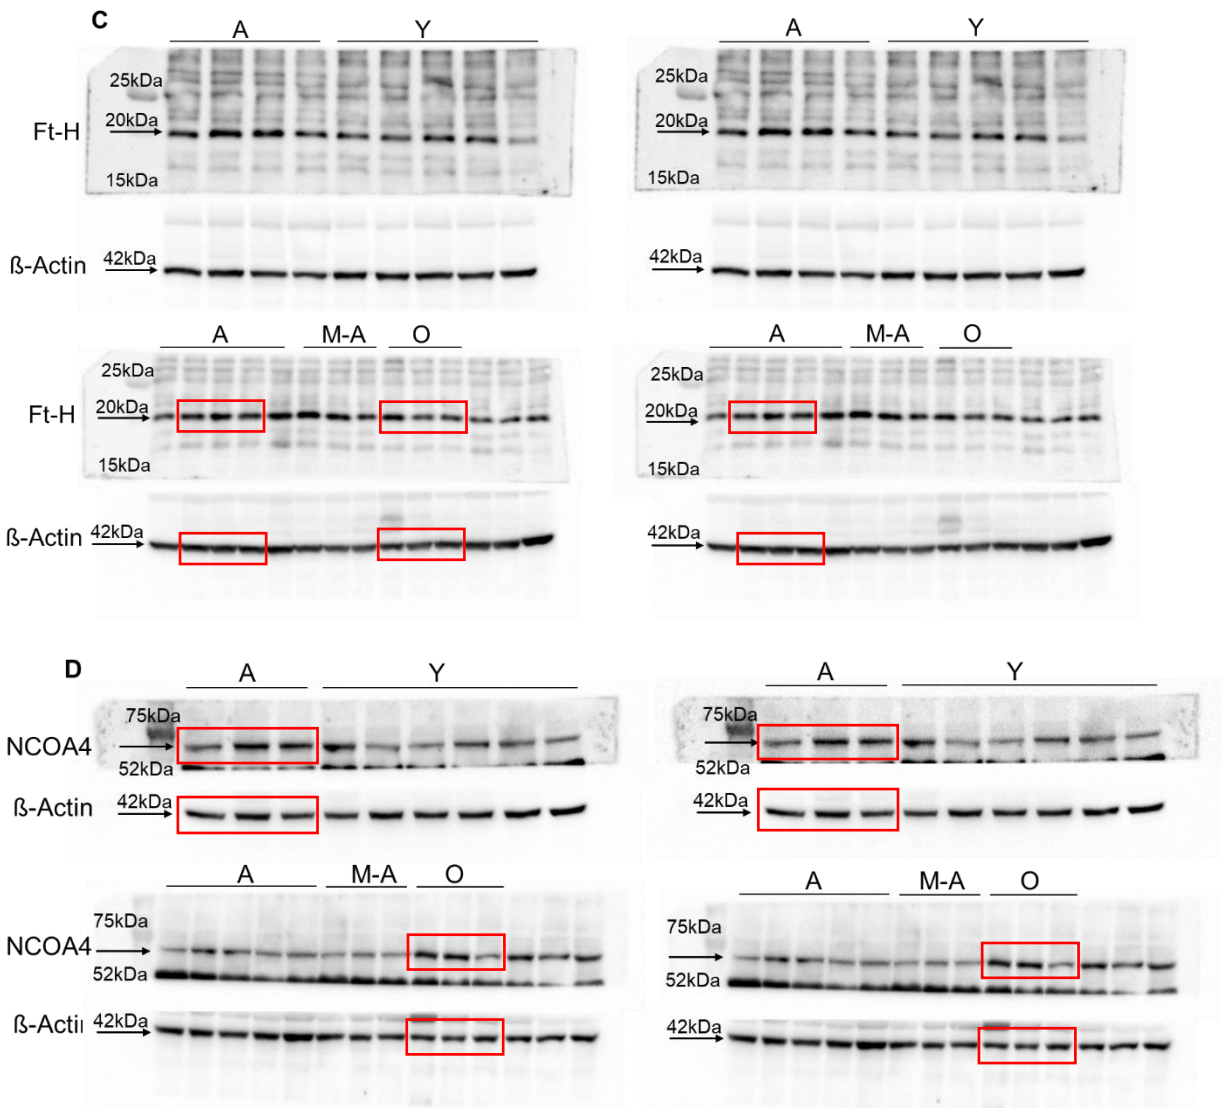 C
A Y A Y
25kDa 25kDa
Ft-H 20kDa 20kDa
15kDa 15kDa
ß-Actin 42kDa 42kDa
A M-A O A M-A O
25kDa 25kDa
Ft-H 20kDa 20kDa
15kDa 15kDa
ß-Actin 42kDa 42kDa
D
A Y A Y
75kDa 75kDa
NCOA4
52kDa 52kDa
ß-Actin 42kDa 42kDa
A M-A O A M-A O
75kDa 75kDa
NCOA4
52kDa 52kDa
ß-Acti 42kDa 42kDa